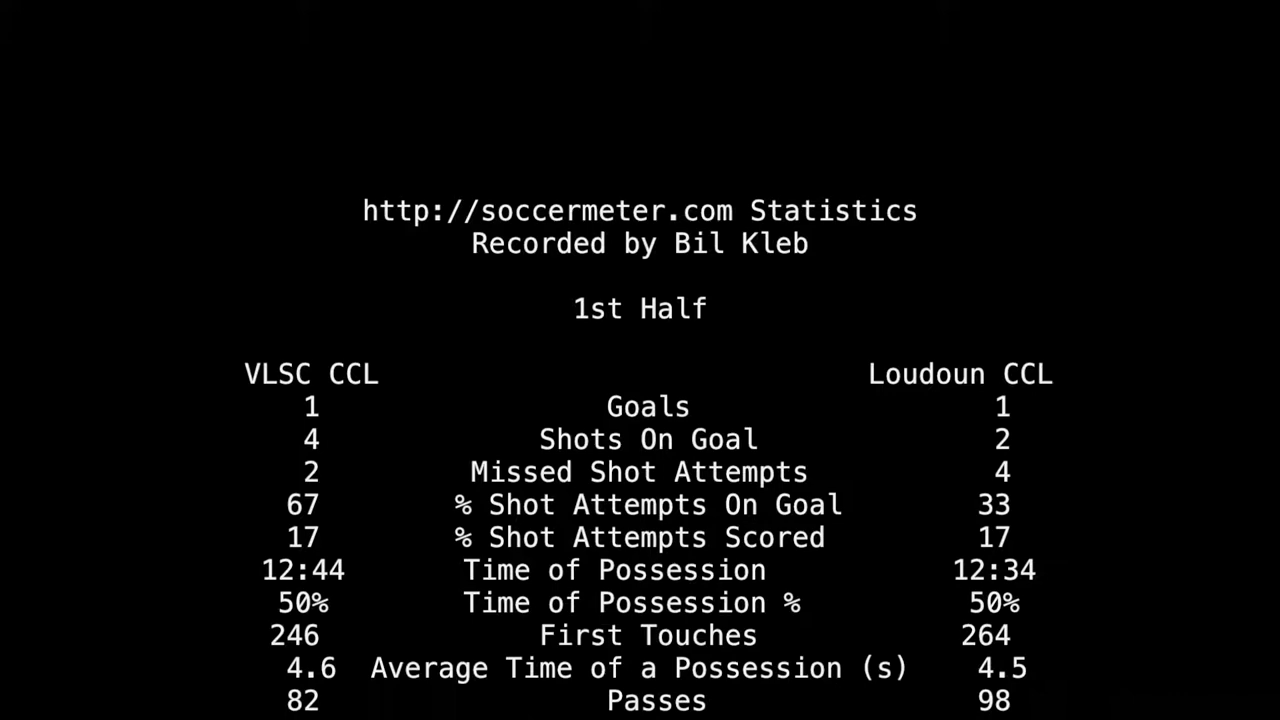 http://soccermeter.com Statistics
Recorded by Bil Kleb
1st Half
VLSC CCL Loudoun CCL
1 Goals 1
4 Shots On Goal 2
2 Missed Shot Attempts 4
67 % Shot Attempts On Goal 33
17 % Shot Attempts Scored 17
12:44 Time of Possession 12:34
50% Time of Possession % 50%
246 First Touches 264
4.6 Average Time of a Possession (s) 4.5
82 Passes 98